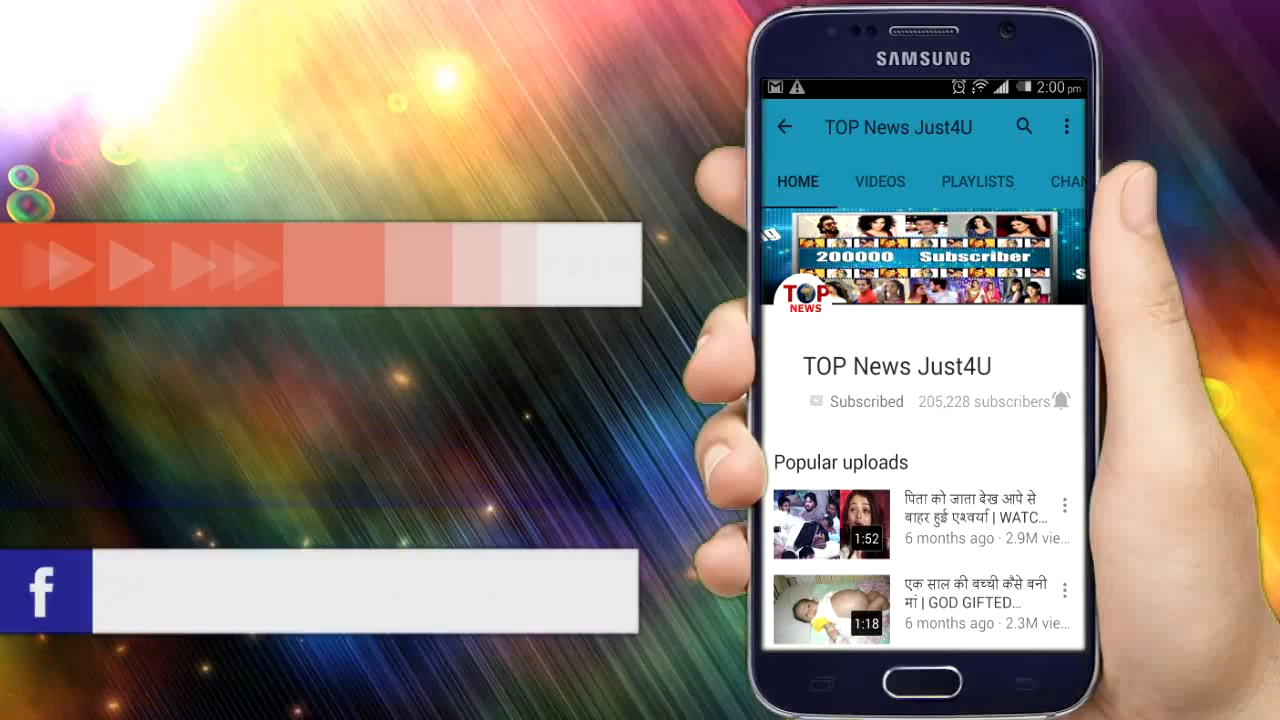 SAMSUNG
2:00 pm
TOP News Just4U
HOME VIDEOS PLAYLISTS CHAN
200000 Subscriber
TOP
NEWS
TOP News Just4U
Subscribed 205,228 subscribers
Popular uploads
पिता को जाता देख आपे से
बाहर हुई एश्वर्या | WATC...
6 months ago · 2.9M vie...
1:52
एक साल की बच्ची कैसे बनी
मां | GOD GIFTED...
6 months ago · 2.3M vie...
1:18
f